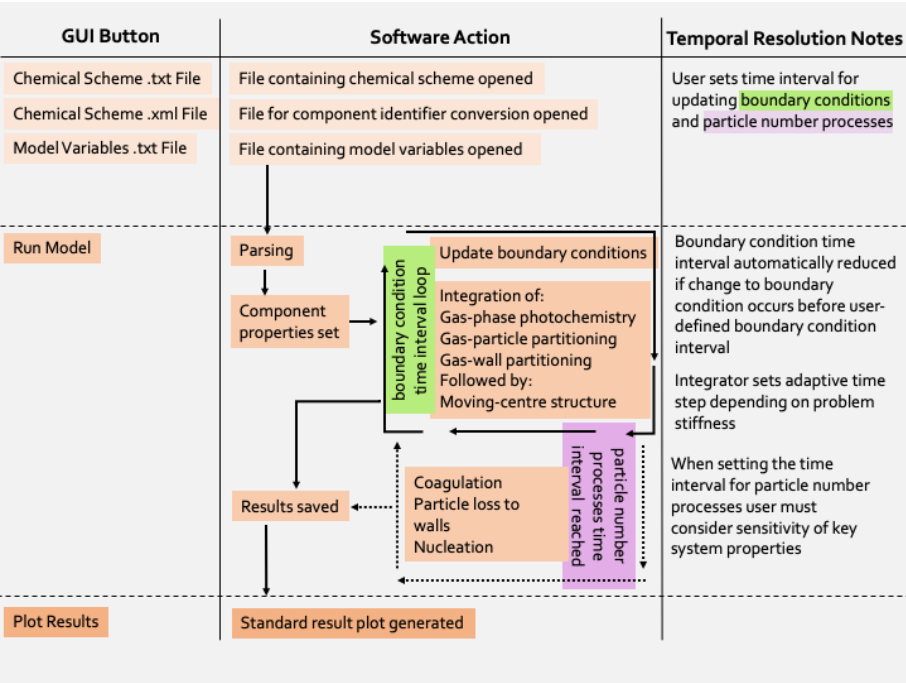 GUI Button
Software Action
Temporal Resolution Notes
Chemical Scheme .txt File
File containing chemical scheme opened
Chemical Scheme .xml File
File for component identifier conversion opened
Model Variables .txt File
File containing model variables opened
User sets time interval for
updating boundary conditions
and particle number processes
Run Model
Parsing
Component
properties set
boundary condition
time interval loop
Update boundary conditions
Integration of:
Gas-phase photochemistry
Gas-particle partitioning
Gas-wall partitioning
Followed by:
Moving-centre structure
particle number
processes time
interval reached
Coagulation
Particle loss to
walls
Nucleation
Results saved
Boundary condition time
interval automatically reduced
if change to boundary
condition occurs before user-
defined boundary condition
interval
Integrator sets adaptive time
step depending on problem
stiffness
When setting the time
interval for particle number
processes user must
consider sensitivity of key
system properties
Plot Results
Standard result plot generated